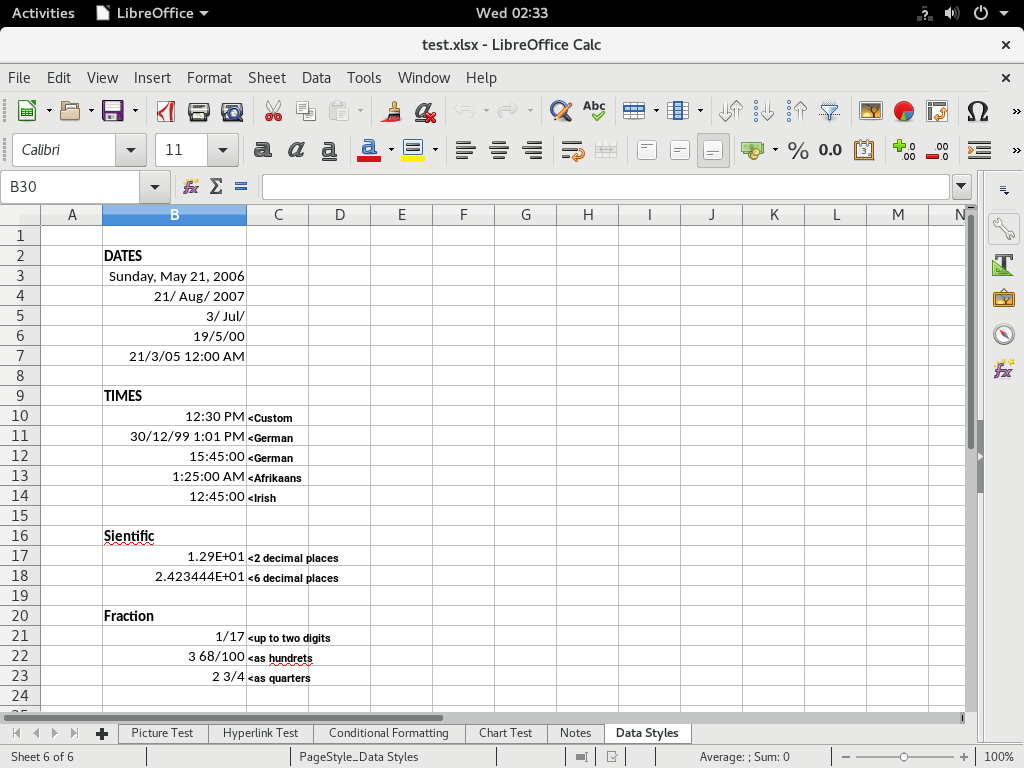 Activities LibreOffice Wed 02:33
test.xlsx - LibreOffice Calc
File Edit View Insert Format Sheet Data Tools Window Help
Abc
Calibri 11 a a a a % 0.0
B30
A B C D E F G H I J K L M N
1
2 DATES
3 Sunday, May 21, 2006
4 21/ Aug/ 2007
5 3/ Jul/
6 19/5/00
7 21/3/05 12:00 AM
8
9 TIMES
10 12:30 PM <Custom
11 30/12/99 1:01 PM <German
12 15:45:00 <German
13 1:25:00 AM <Afrikaans
14 12:45:00 <Irish
15
16 Sientific
17 1.29E+01 <2 decimal places
18 2.423444E+01 <6 decimal places
19
20 Fraction
21 1/17 <up to two digits
22 3 68/100 <as hundrets
23 2 3/4 <as quarters
24
25
Picture Test Hyperlink Test Conditional Formatting Chart Test Notes Data Styles
Sheet 6 of 6 PageStyle_Data Styles Average: ; Sum: 0 100%